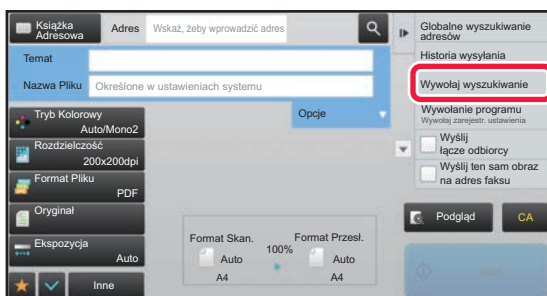 Książka
Adresowa
Adres
Wskaż, żeby wprowadzić adres
Temat
Nazwa Pliku
Określone w ustawieniach systemu
Tryb Kolorowy
Auto/Mono2
Rozdzielczość
200x200dpi
Format Pliku
PDF
Oryginał
Ekspozycja
Auto
Inne
Opcje
Format Skan.
100%
Format Przesł.
Auto
A4
Auto
A4
Globalne wyszukiwanie
adresów
Historia wysyłania
Wywołaj wyszukiwanie
Wywołanie programu
Wywołaj zarejestr. ustawienia
Wyślij
łącze odbiorcy
Wyślij ten sam obraz
na adres faksu
Podgląd
CA
Start